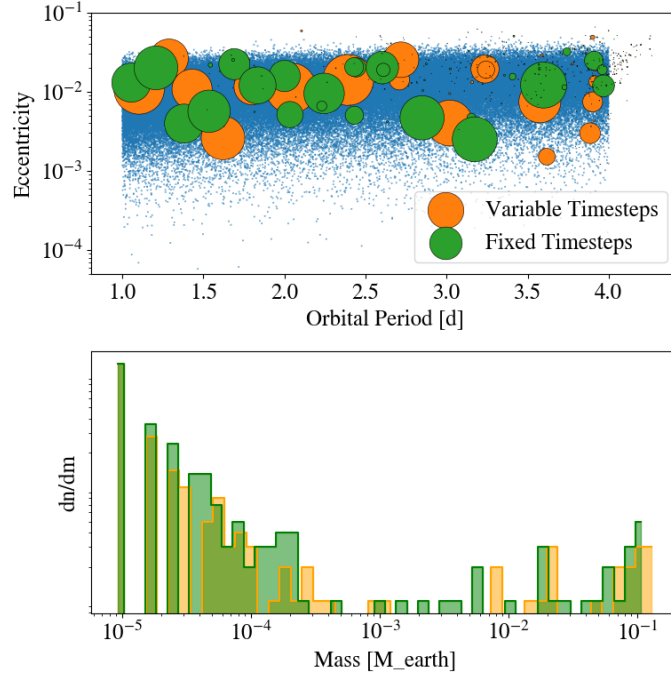 10⁻¹
10⁻²
10⁻³
10⁻⁴
Eccentricity
Variable Timesteps
Fixed Timesteps
1.0 1.5 2.0 2.5 3.0 3.5 4.0
Orbital Period [d]
dn/dm
10⁻⁵ 10⁻⁴ 10⁻³ 10⁻² 10⁻¹
Mass [M_earth]